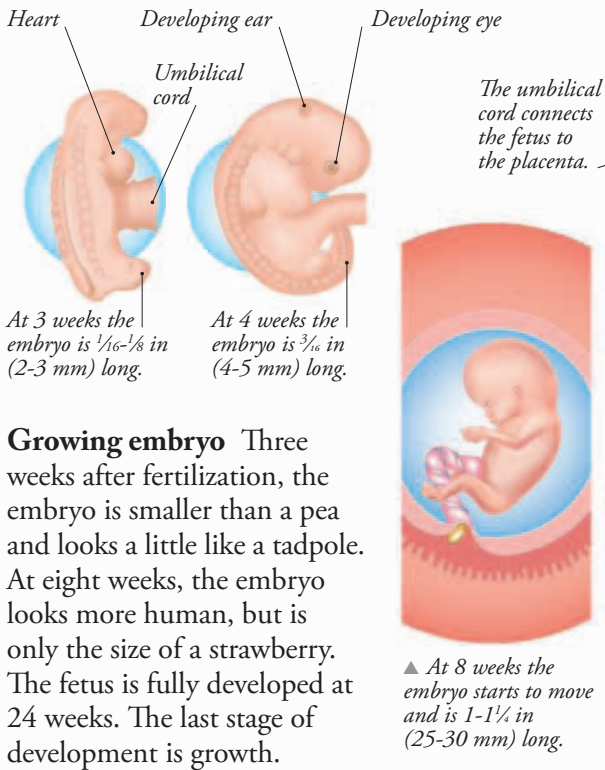 Heart
Developing ear
Developing eye
Umbilical
cord
The umbilical
cord connects
the fetus to
the placenta.
At 3 weeks the
embryo is 1/16-1/8 in
(2-3 mm) long.
At 4 weeks the
embryo is 3/16 in
(4-5 mm) long.
Growing embryo Three
weeks after fertilization, the
embryo is smaller than a pea
and looks a little like a tadpole.
At eight weeks, the embryo
looks more human, but is
only the size of a strawberry.
The fetus is fully developed at
24 weeks. The last stage of
development is growth.
▲ At 8 weeks the
embryo starts to move
and is 1-1¼ in
(25-30 mm) long.